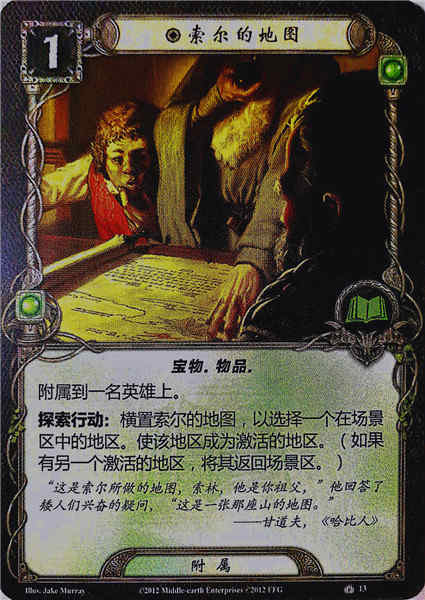 1
索尔的地图
宝物. 物品.
附属到一名英雄上。
探索行动：横置索尔的地图，以选择一个在场景
区中的地区。使该地区成为激活的地区。（如果
有另一个激活的地区，将其返回场景区。）
“这是索尔所做的地图，索林，他是你祖父，”他回答了
矮人们兴奋的疑问，“这是一张那座山的地图。”
——甘道夫，《哈比人》
附 属
Illus. Jake Murray ©2012 Middle-earth Enterprises ©2012 FFG 13